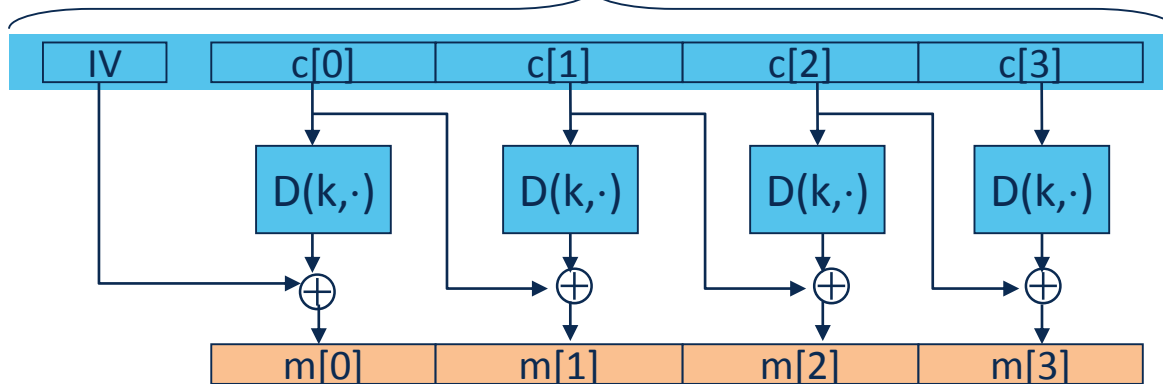 IV c[0] c[1] c[2] c[3]
D(k,·) D(k,·) D(k,·) D(k,·)
m[0] m[1] m[2] m[3]